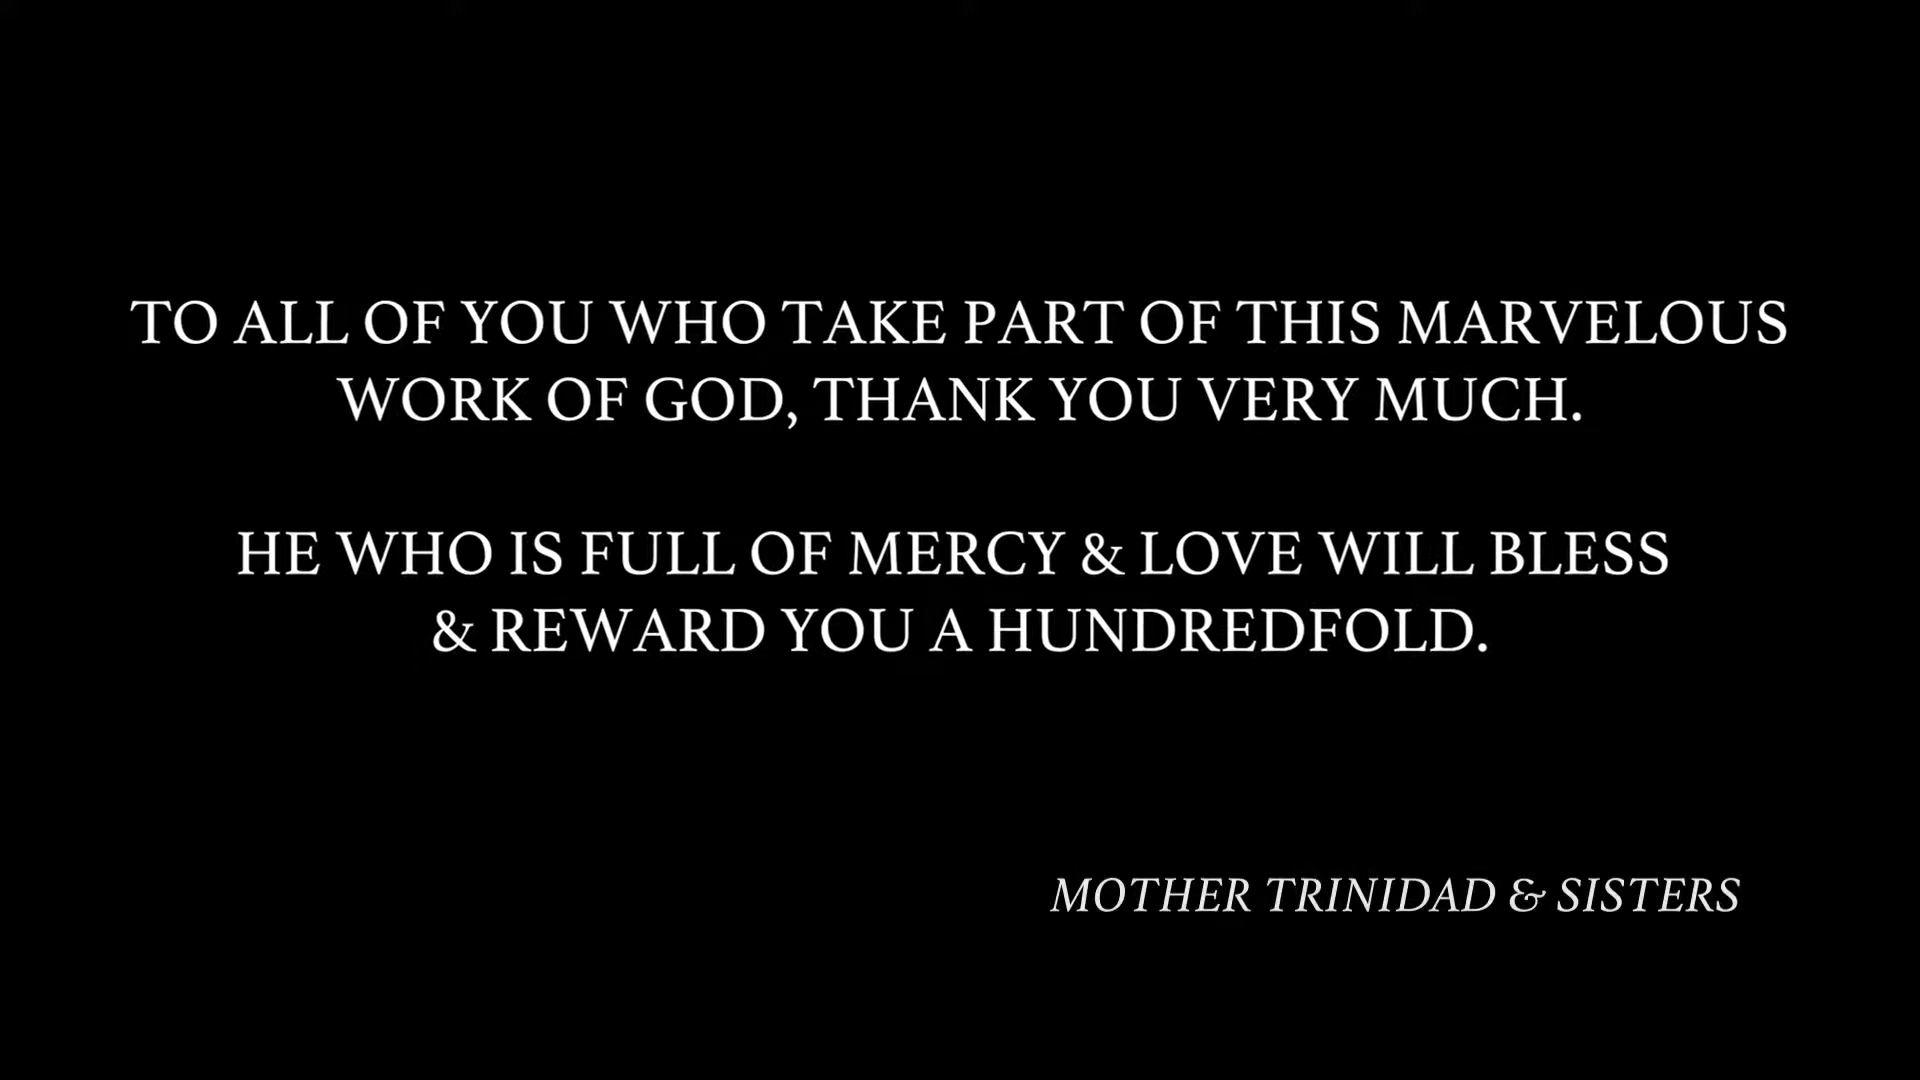 TO ALL OF YOU WHO TAKE PART OF THIS MARVELOUS
WORK OF GOD, THANK YOU VERY MUCH.
HE WHO IS FULL OF MERCY & LOVE WILL BLESS
& REWARD YOU A HUNDREDFOLD.
MOTHER TRINIDAD & SISTERS